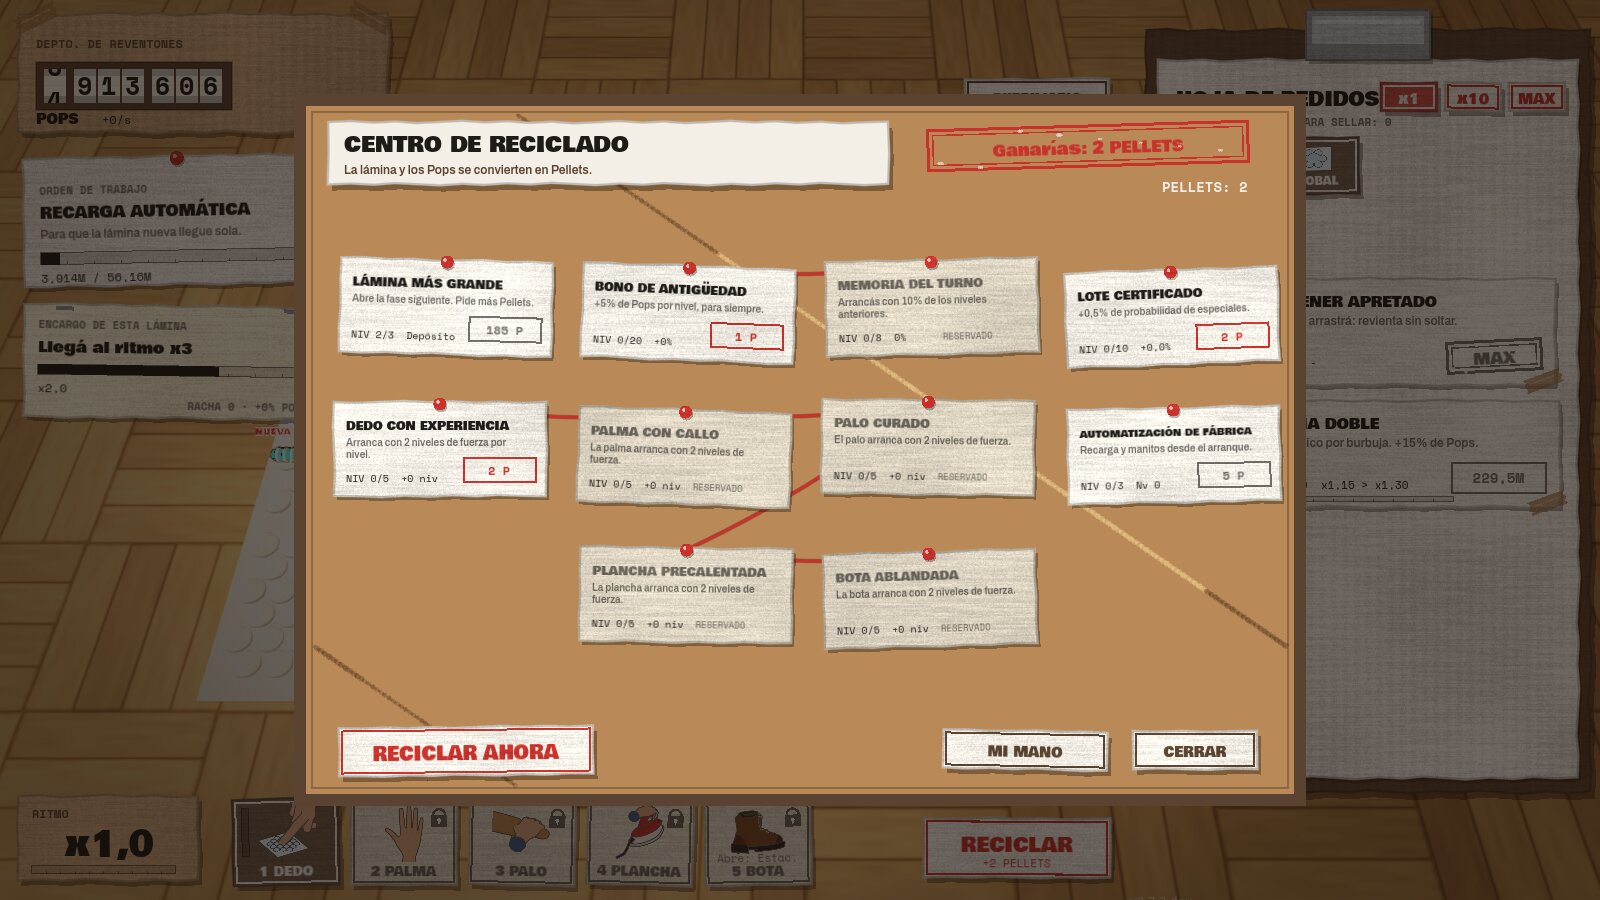 DEPTO. DE REVENTONES
913 606
POPS +0/s
ORDEN DE TRABAJO
RECARGA AUTOMÁTICA
Para que la lámina nueva llegue sola.
3,914M / 56,16M
ENCARGO DE ESTA LÁMINA
Llegá al ritmo x3
x2,0
RACHA 0 · +0% PO
NUEVA
CENTRO DE RECICLADO
La lámina y los Pops se convierten en Pellets.
Ganarías: 2 PELLETS
PELLETS: 2
LÁMINA MÁS GRANDE
Abre la fase siguiente. Pide más Pellets.
NIV 2/3 Depósito 185 P
BONO DE ANTIGÜEDAD
+5% de Pops por nivel, para siempre.
NIV 0/20 +0% 1 P
MEMORIA DEL TURNO
Arrancás con 10% de los niveles
anteriores.
NIV 0/8 0% RESERVADO
LOTE CERTIFICADO
+0,5% de probabilidad de especiales.
NIV 0/10 +0,0% 2 P
DEDO CON EXPERIENCIA
Arranca con 2 niveles de fuerza por
nivel.
NIV 0/5 +0 niv 2 P
PALMA CON CALLO
La palma arranca con 2 niveles de
fuerza.
NIV 0/5 +0 niv RESERVADO
PALO CURADO
El palo arranca con 2 niveles de fuerza.
NIV 0/5 +0 niv RESERVADO
AUTOMATIZACIÓN DE FÁBRICA
Recarga y manitos desde el arranque.
NIV 0/3 Nv 0 5 P
PLANCHA PRECALENTADA
La plancha arranca con 2 niveles de
fuerza.
NIV 0/5 +0 niv RESERVADO
BOTA ABLANDADA
La bota arranca con 2 niveles de fuerza.
NIV 0/5 +0 niv RESERVADO
RECICLAR AHORA
MI MANO
CERRAR
PEDIDOS
x1
x10
MAX
ARA SELLAR: 0
OBAL
ENER APRETADO
arrastrá: revienta sin soltar.
MAX
A DOBLE
ico por burbuja. +15% de Pops.
x1,15 > x1,30
229,5M
RITMO
x1,0
1 DEDO
2 PALMA
3 PALO
4 PLANCHA
Abre: Estac.
5 BOTA
RECICLAR
+2 PELLETS